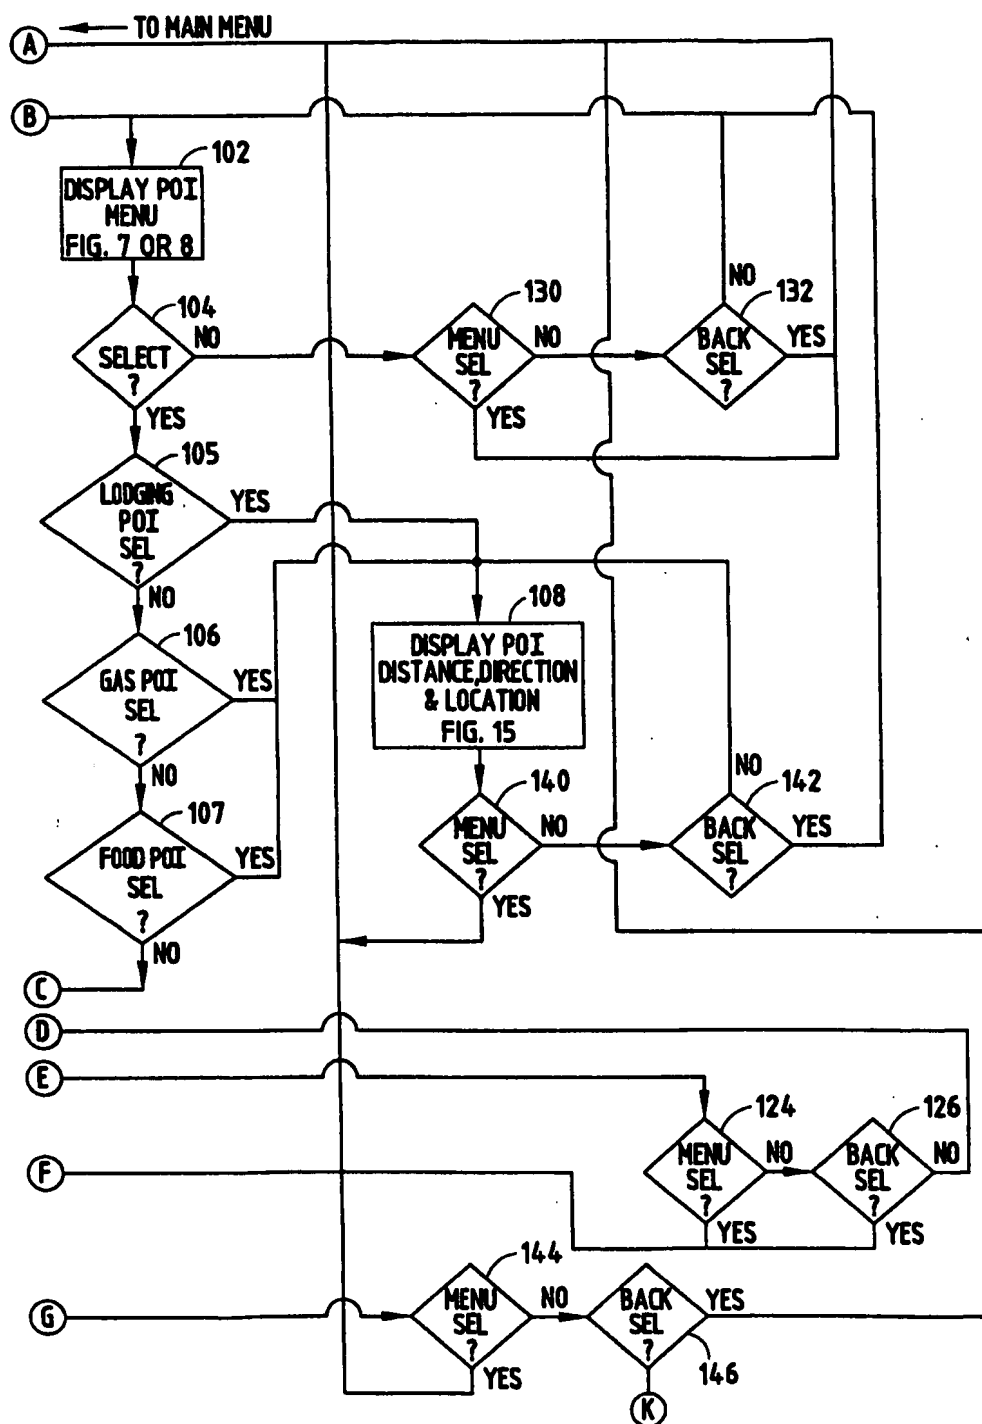 A
TO MAIN MENU
B
102
DISPLAY POI
MENU
FIG. 7 OR 8
104
SELECT
?
NO
YES
130
MENU
SEL
?
NO
YES
132
NO
BACK
SEL
?
YES
105
LODGING
POI
SEL
?
YES
NO
106
GAS POI
SEL
?
YES
NO
107
FOOD POI
SEL
?
YES
NO
108
DISPLAY POI
DISTANCE,DIRECTION
& LOCATION
FIG. 15
140
MENU
SEL
?
NO
YES
142
NO
BACK
SEL
?
YES
C
D
E
124
MENU
SEL
?
NO
YES
126
BACK
SEL
?
NO
YES
F
G
144
MENU
SEL
?
NO
YES
BACK
SEL
?
YES
146
K